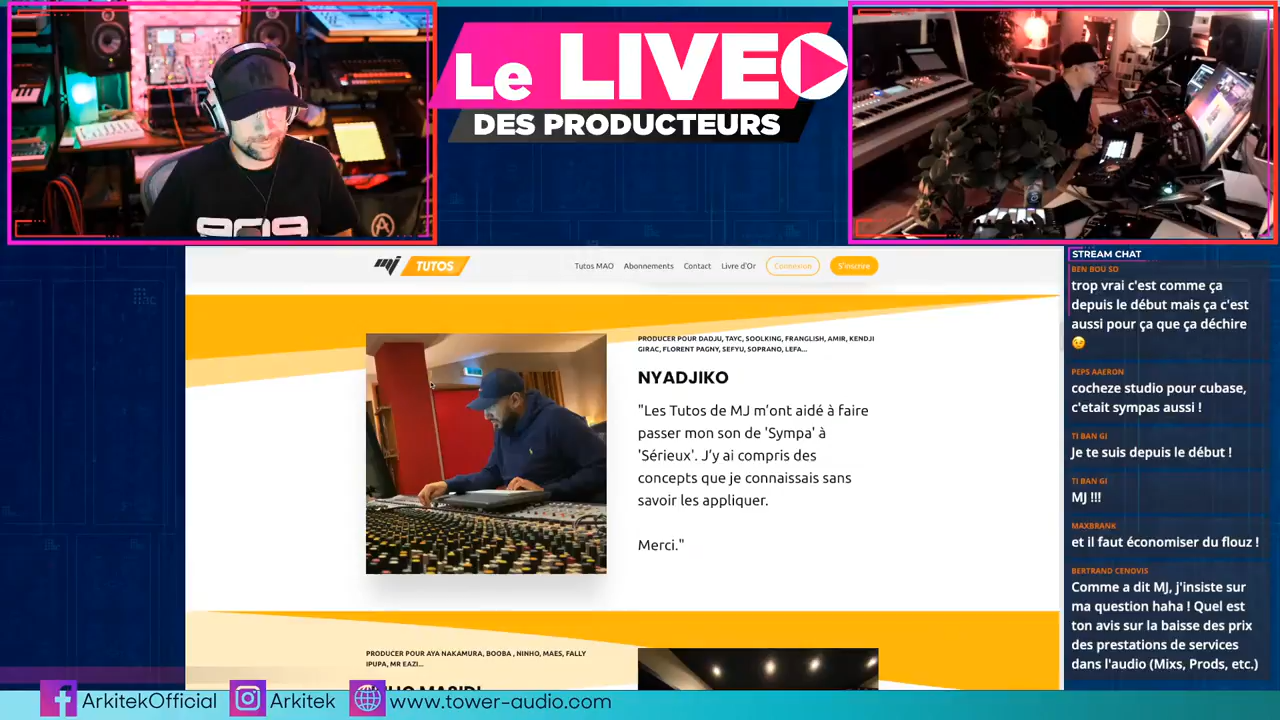 Le LIVE
DES PRODUCTEURS
MJ TUTOS
Tutos MAO
Abonnements
Contact
Livre d'Or
Connexion
S'inscrire
PRODUCER POUR DADJU, TAYC, SOOLKING, FRANGLISH, AMIR, KENDJI
GIRAC, FLORENT PAGNY, SEFYU, SOPRANO, LEFA...
NYADJIKO
"Les Tutos de MJ m'ont aidé à faire
passer mon son de 'Sympa' à
'Sérieux'. J'y ai compris des
concepts que je connaissais sans
savoir les appliquer.
Merci."
PRODUCER POUR AYA NAKAMURA, BOOBA , NINHO, MAES, FALLY
IPUPA, MR EAZI...
STREAM CHAT
BEN BOU SO
trop vrai c'est comme ça
depuis le début mais ça c'est
aussi pour ça que ça déchire
😉
PEPS AAERON
cocheze studio pour cubase,
c'etait sympas aussi !
TI BAN GI
Je te suis depuis le début !
TI BAN GI
MJ !!!
MAXBRANK
et il faut économiser du flouz !
BERTRAND CENOVIS
Comme a dit MJ, j'insiste sur
ma question haha ! Quel est
ton avis sur la baisse des prix
des prestations de services
dans l'audio (Mixs, Prods, etc.)
ArkitekOfficial
Arkitek
www.tower-audio.com